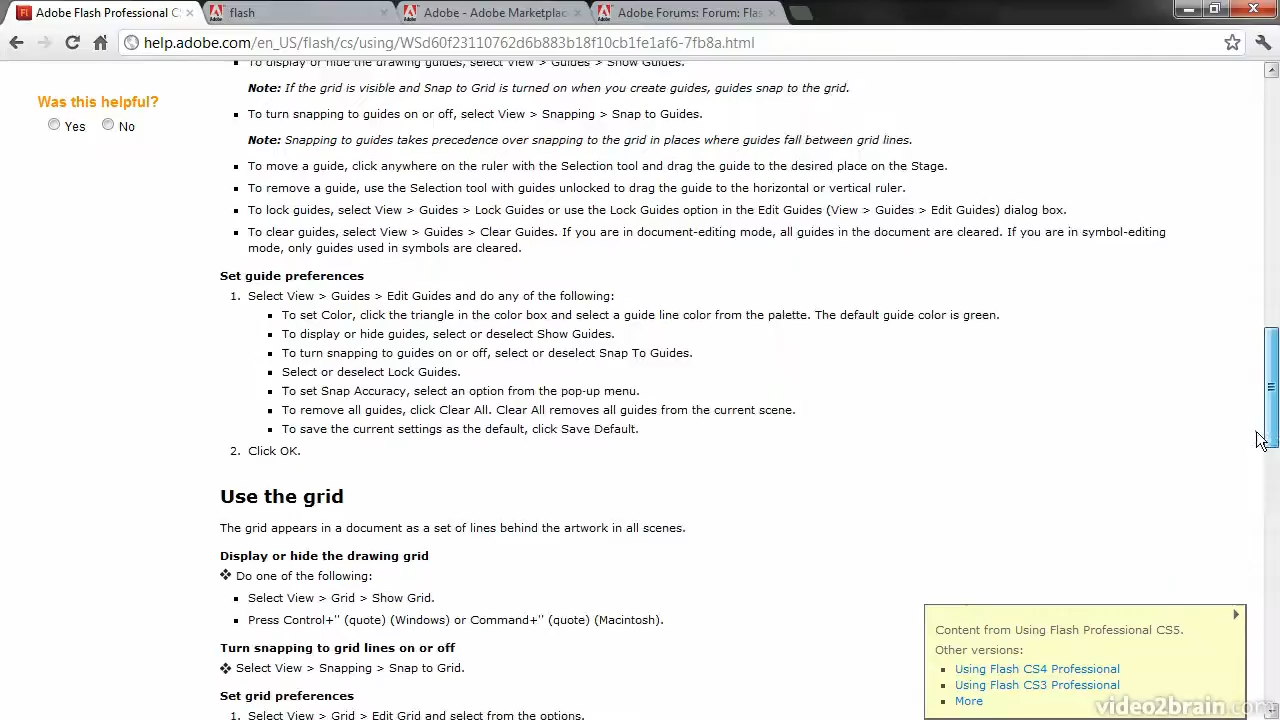 Adobe Flash Professional C
flash
Adobe - Adobe Marketplac
Adobe Forums: Forum: Flas
help.adobe.com/en_US/flash/cs/using/WSd60f23110762d6b883b18f10cb1fe1af6-7fb8a.html
To display or hide the drawing guides, select View > Guides > Show Guides.
Was this helpful?
Yes No
Note: If the grid is visible and Snap to Grid is turned on when you create guides, guides snap to the grid.
To turn snapping to guides on or off, select View > Snapping > Snap to Guides.
Note: Snapping to guides takes precedence over snapping to the grid in places where guides fall between grid lines.
To move a guide, click anywhere on the ruler with the Selection tool and drag the guide to the desired place on the Stage.
To remove a guide, use the Selection tool with guides unlocked to drag the guide to the horizontal or vertical ruler.
To lock guides, select View > Guides > Lock Guides or use the Lock Guides option in the Edit Guides (View > Guides > Edit Guides) dialog box.
To clear guides, select View > Guides > Clear Guides. If you are in document-editing mode, all guides in the document are cleared. If you are in symbol-editing
mode, only guides used in symbols are cleared.
Set guide preferences
1. Select View > Guides > Edit Guides and do any of the following:
To set Color, click the triangle in the color box and select a guide line color from the palette. The default guide color is green.
To display or hide guides, select or deselect Show Guides.
To turn snapping to guides on or off, select or deselect Snap To Guides.
Select or deselect Lock Guides.
To set Snap Accuracy, select an option from the pop-up menu.
To remove all guides, click Clear All. Clear All removes all guides from the current scene.
To save the current settings as the default, click Save Default.
2. Click OK.
Use the grid
The grid appears in a document as a set of lines behind the artwork in all scenes.
Display or hide the drawing grid
Do one of the following:
Select View > Grid > Show Grid.
Press Control+" (quote) (Windows) or Command+" (quote) (Macintosh).
Turn snapping to grid lines on or off
Select View > Snapping > Snap to Grid.
Set grid preferences
1. Select View > Grid > Edit Grid and select from the options.
Content from Using Flash Professional CS5.
Other versions:
Using Flash CS4 Professional
Using Flash CS3 Professional
More
video2brain.com